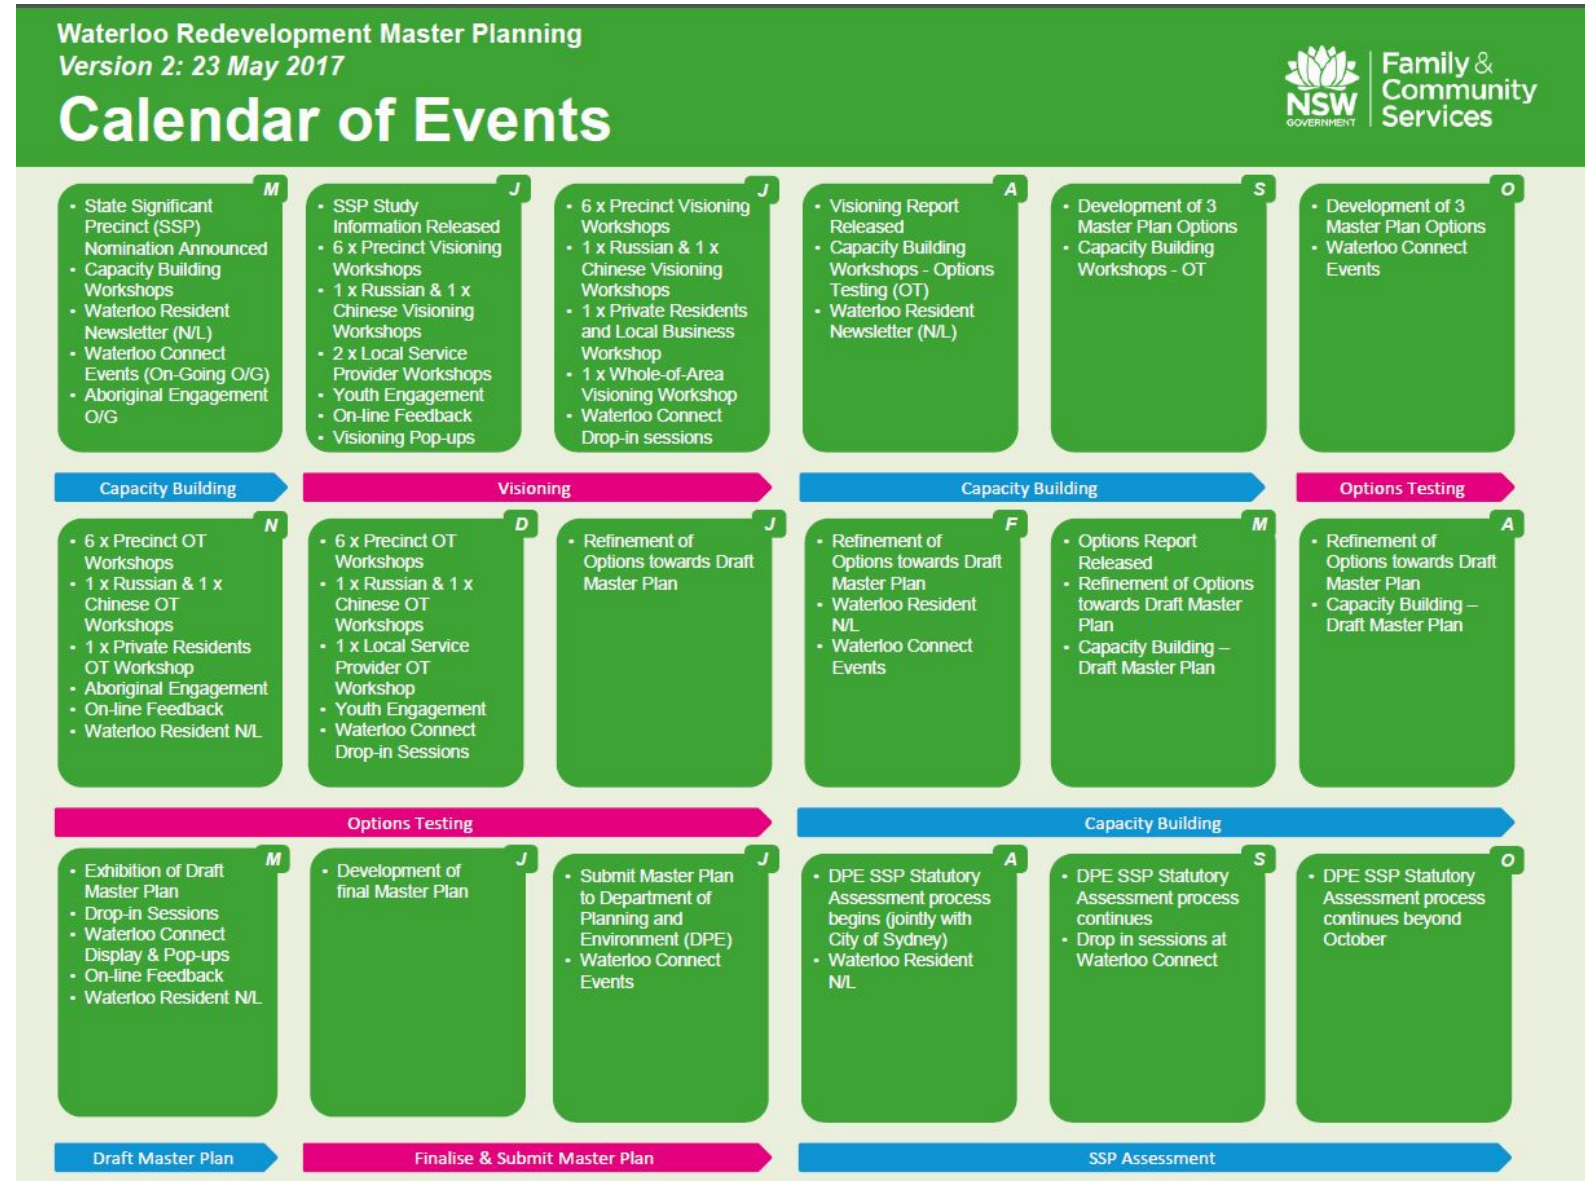 Waterloo Redevelopment Master Planning
Version 2: 23 May 2017
Calendar of Events
NSW
GOVERNMENT
Family &
Community
Services
M
• State Significant
Precinct (SSP)
Nomination Announced
• Capacity Building
Workshops
• Waterloo Resident
Newsletter (N/L)
• Waterloo Connect
Events (On-Going O/G)
• Aboriginal Engagement
O/G
J
• SSP Study
Information Released
• 6 x Precinct Visioning
Workshops
• 1 x Russian & 1 x
Chinese Visioning
Workshops
• 2 x Local Service
Provider Workshops
• Youth Engagement
• On-line Feedback
• Visioning Pop-ups
J
• 6 x Precinct Visioning
Workshops
• 1 x Russian & 1 x
Chinese Visioning
Workshops
• 1 x Private Residents
and Local Business
Workshop
• 1 x Whole-of-Area
Visioning Workshop
• Waterloo Connect
Drop-in sessions
A
• Visioning Report
Released
• Capacity Building
Workshops - Options
Testing (OT)
• Waterloo Resident
Newsletter (N/L)
S
• Development of 3
Master Plan Options
• Capacity Building
Workshops - OT
O
• Development of 3
Master Plan Options
• Waterloo Connect
Events
Capacity Building
Visioning
Capacity Building
Options Testing
N
• 6 x Precinct OT
Workshops
• 1 x Russian & 1 x
Chinese OT
Workshops
• 1 x Private Residents
OT Workshop
• Aboriginal Engagement
• On-line Feedback
• Waterloo Resident N/L
D
• 6 x Precinct OT
Workshops
• 1 x Russian & 1 x
Chinese OT
Workshops
• 1 x Local Service
Provider OT
Workshop
• Youth Engagement
• Waterloo Connect
Drop-in Sessions
J
• Refinement of
Options towards Draft
Master Plan
F
• Refinement of
Options towards Draft
Master Plan
• Waterloo Resident
N/L
• Waterloo Connect
Events
M
• Options Report
Released
• Refinement of Options
towards Draft Master
Plan
• Capacity Building –
Draft Master Plan
A
• Refinement of
Options towards Draft
Master Plan
• Capacity Building –
Draft Master Plan
Options Testing
Capacity Building
M
• Exhibition of Draft
Master Plan
• Drop-in Sessions
• Waterloo Connect
Display & Pop-ups
• On-line Feedback
• Waterloo Resident N/L
J
• Development of
final Master Plan
J
• Submit Master Plan
to Department of
Planning and
Environment (DPE)
• Waterloo Connect
Events
A
• DPE SSP Statutory
Assessment process
begins (jointly with
City of Sydney)
• Waterloo Resident
N/L
S
• DPE SSP Statutory
Assessment process
continues
• Drop in sessions at
Waterloo Connect
O
• DPE SSP Statutory
Assessment process
continues beyond
October
Draft Master Plan
Finalise & Submit Master Plan
SSP Assessment